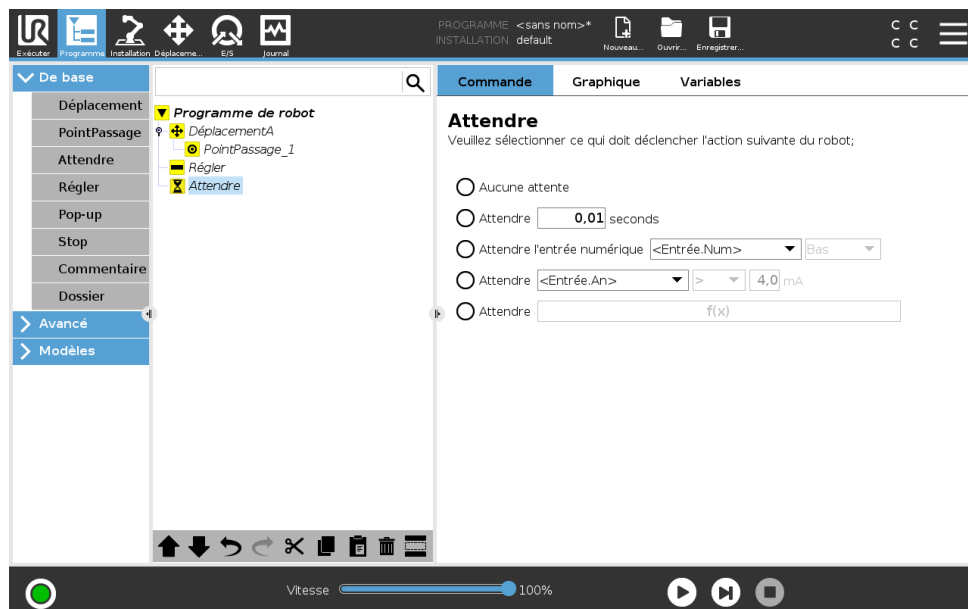 UR
PROGRAMME <sans nom>*
INSTALLATION default
C C
C C
Exécuter Programme Installation Déplaceme... E/S Journal Nouveau... Ouvrir... Enregistrer...
De base
Déplacement
PointPassage
Attendre
Régler
Pop-up
Stop
Commentaire
Dossier
Avancé
Modèles
Programme de robot
DéplacementA
PointPassage_1
Régler
Attendre
Commande Graphique Variables
Attendre
Veuillez sélectionner ce qui doit déclencher l'action suivante du robot;
Aucune attente
Attendre 0,01 seconds
Attendre l'entrée numérique <Entrée.Num> Bas
Attendre <Entrée.An> > 4,0 mA
Attendre f(x)
Vitesse 100%